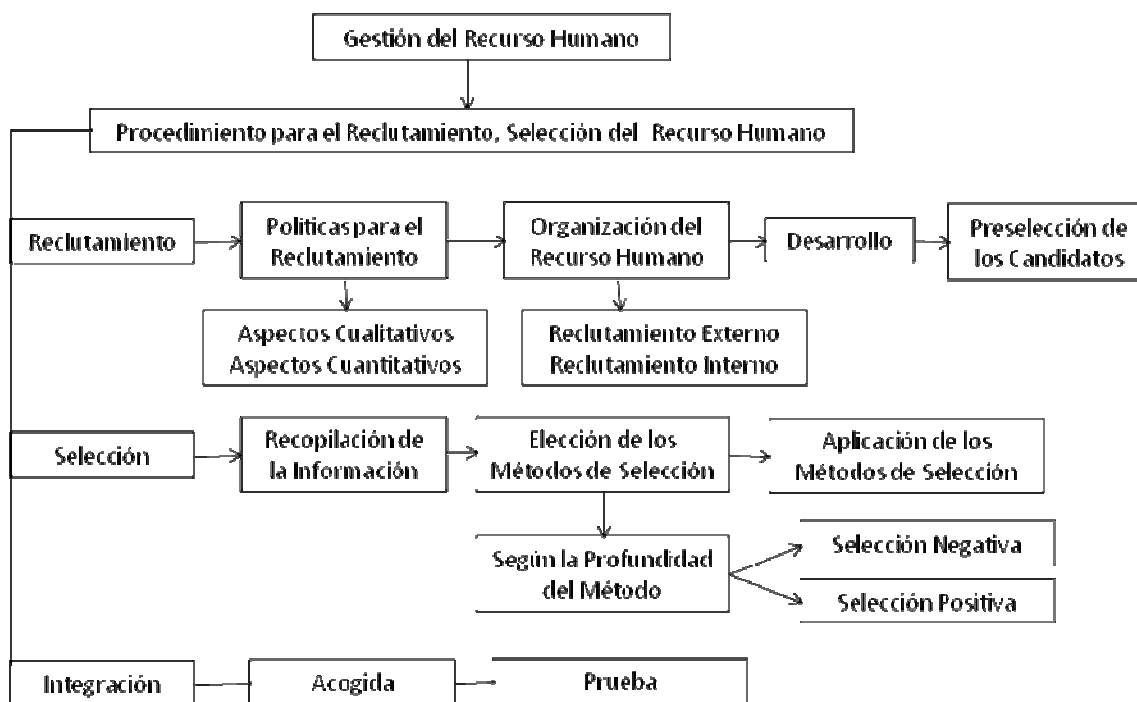 Gestión del Recurso Humano
Procedimiento para el Reclutamiento, Selección del Recurso Humano
Reclutamiento
Políticas para el
Reclutamiento
Organización del
Recurso Humano
Desarrollo
Preselección de
los Candidatos
Aspectos Cualitativos
Aspectos Cuantitativos
Reclutamiento Externo
Reclutamiento Interno
Selección
Recopilación de
la Información
Elección de los
Métodos de Selección
Aplicación de los
Métodos de Selección
Según la Profundidad
del Método
Selección Negativa
Selección Positiva
Integración
Acogida
Prueba